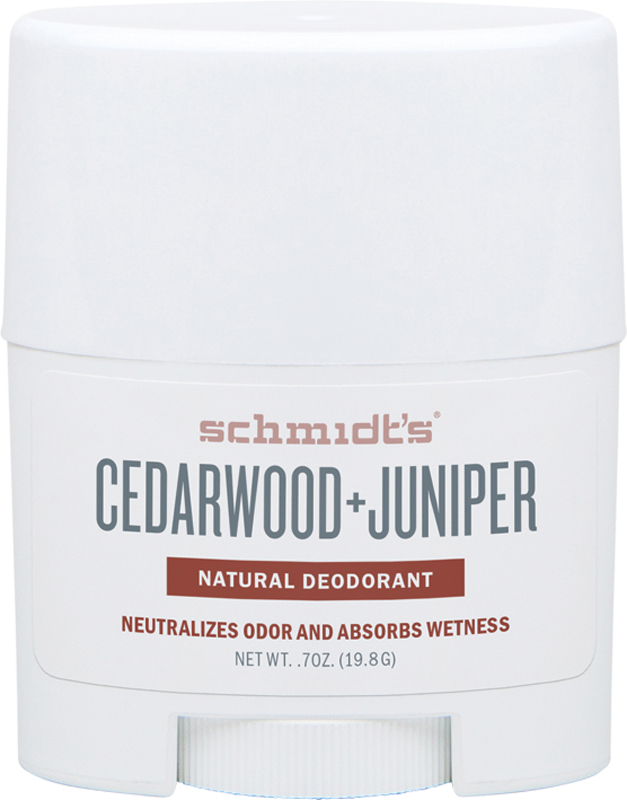 schmidt's®
CEDARWOOD+JUNIPER
NATURAL DEODORANT
NEUTRALIZES ODOR AND ABSORBS WETNESS
NET WT. .7OZ. (19.8G)